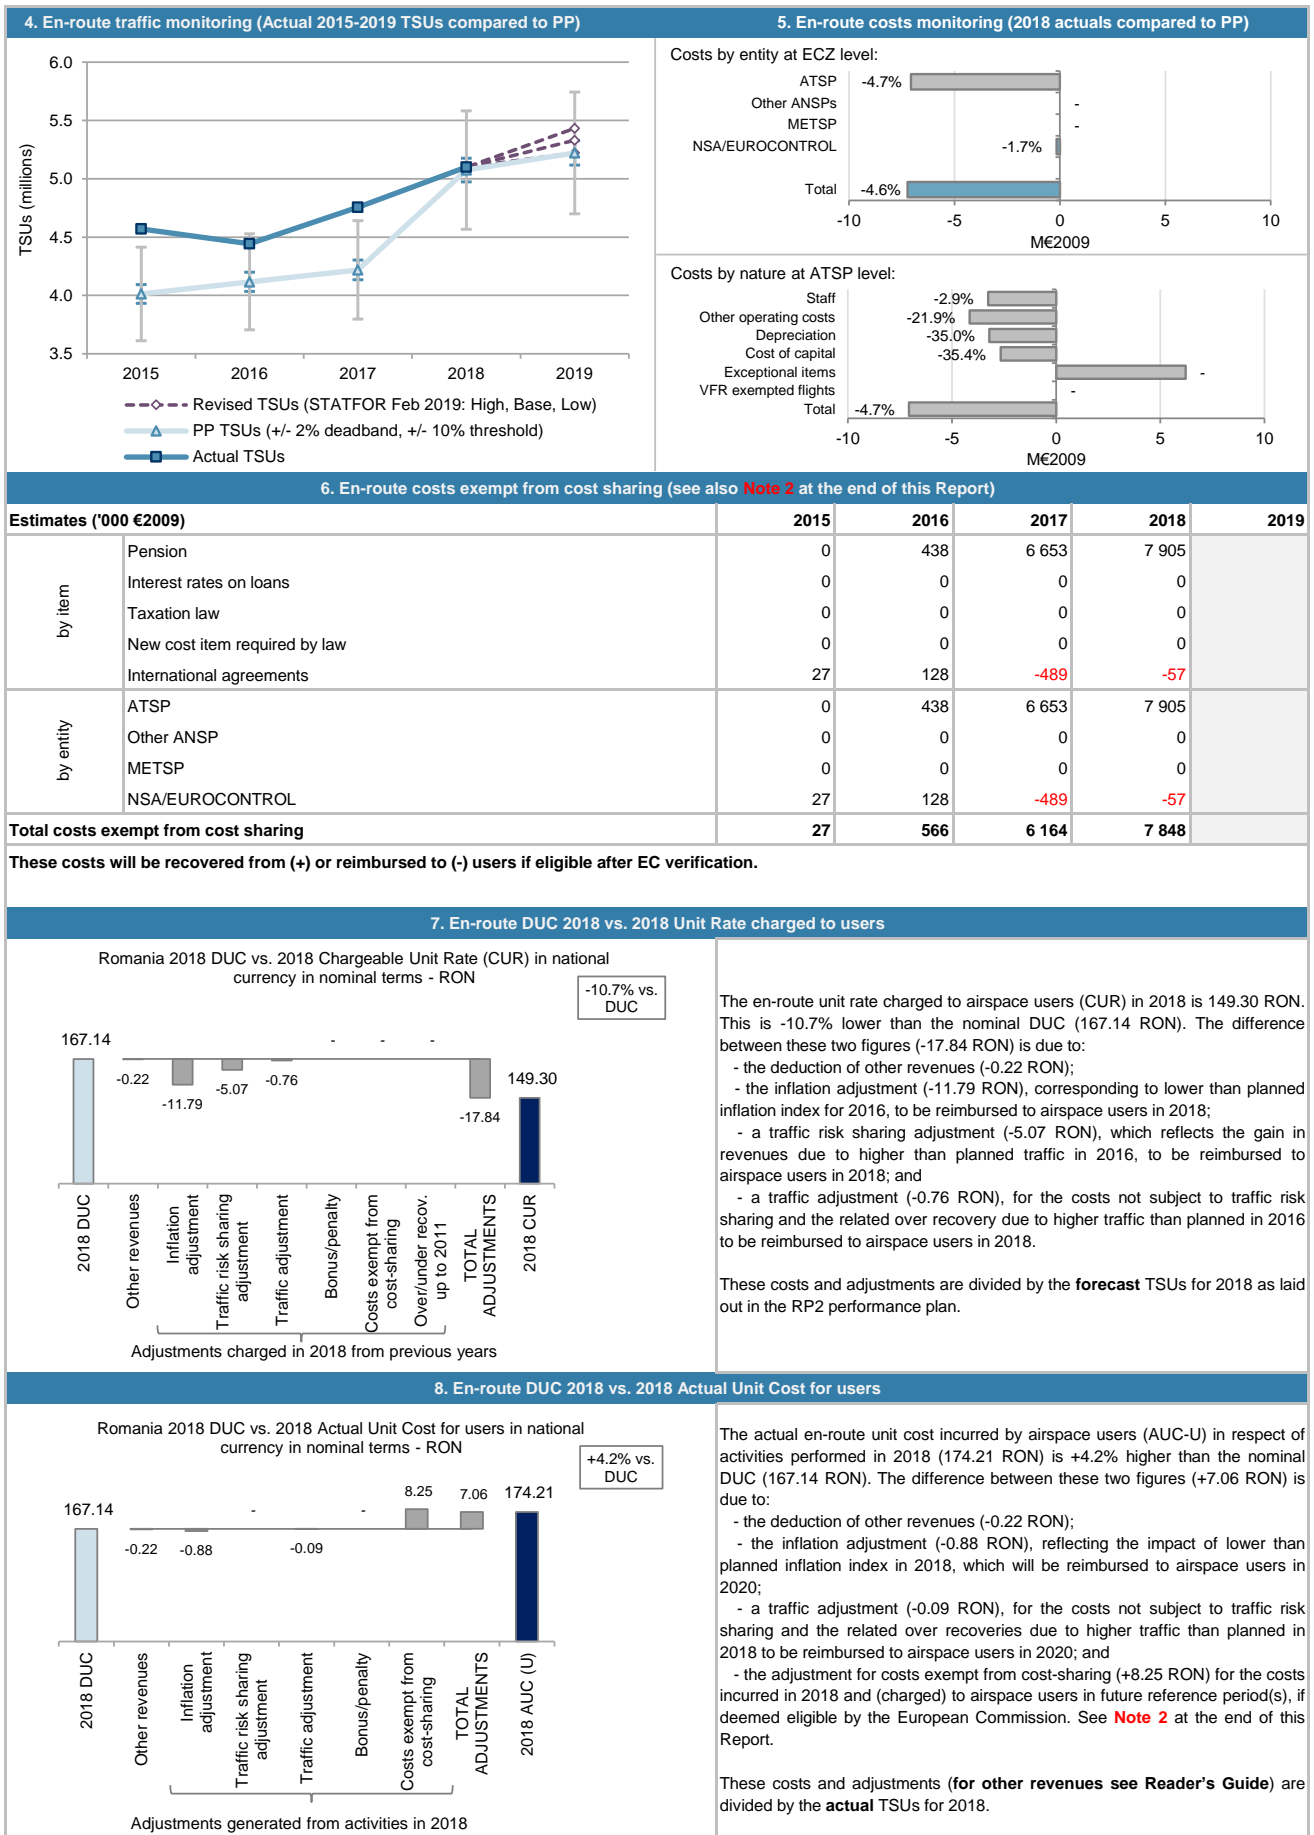 4. En-route traffic monitoring (Actual 2015-2019 TSUs compared to PP)
TSUs (millions)
6.0
5.5
5.0
4.5
4.0
3.5
2015 2016 2017 2018 2019
Revised TSUs (STATFOR Feb 2019: High, Base, Low)
PP TSUs (+/- 2% deadband, +/- 10% threshold)
Actual TSUs
5. En-route costs monitoring (2018 actuals compared to PP)
Costs by entity at ECZ level:
ATSP -4.7%
Other ANSPs -
METSP -
NSA/EUROCONTROL -1.7%
Total -4.6%
-10 -5 0 5 10
M€2009
Costs by nature at ATSP level:
Staff -2.9%
Other operating costs -21.9%
Depreciation -35.0%
Cost of capital -35.4%
Exceptional items -
VFR exempted flights -
Total -4.7%
-10 -5 0 5 10
M€2009
6. En-route costs exempt from cost sharing (see also Note 2 at the end of this Report)
Estimates ('000 €2009) 2015 2016 2017 2018 2019
by item
Pension 0 438 6 653 7 905
Interest rates on loans 0 0 0 0
Taxation law 0 0 0 0
New cost item required by law 0 0 0 0
International agreements 27 128 -489 -57
by entity
ATSP 0 438 6 653 7 905
Other ANSP 0 0 0 0
METSP 0 0 0 0
NSA/EUROCONTROL 27 128 -489 -57
Total costs exempt from cost sharing 27 566 6 164 7 848
These costs will be recovered from (+) or reimbursed to (-) users if eligible after EC verification.
7. En-route DUC 2018 vs. 2018 Unit Rate charged to users
Romania 2018 DUC vs. 2018 Chargeable Unit Rate (CUR) in national
currency in nominal terms - RON
-10.7% vs.
DUC
167.14
-0.22
-11.79
-5.07
-0.76
-
-
-
-17.84
149.30
2018 DUC
Other revenues
Inflation
adjustment
Traffic risk sharing
adjustment
Traffic adjustment
Bonus/penalty
Costs exempt from
cost-sharing
Over/under recov.
up to 2011
TOTAL
ADJUSTMENTS
2018 CUR
Adjustments charged in 2018 from previous years
The en-route unit rate charged to airspace users (CUR) in 2018 is 149.30 RON.
This is -10.7% lower than the nominal DUC (167.14 RON). The difference
between these two figures (-17.84 RON) is due to:
- the deduction of other revenues (-0.22 RON);
- the inflation adjustment (-11.79 RON), corresponding to lower than planned
inflation index for 2016, to be reimbursed to airspace users in 2018;
- a traffic risk sharing adjustment (-5.07 RON), which reflects the gain in
revenues due to higher than planned traffic in 2016, to be reimbursed to
airspace users in 2018; and
- a traffic adjustment (-0.76 RON), for the costs not subject to traffic risk
sharing and the related over recovery due to higher traffic than planned in 2016
to be reimbursed to airspace users in 2018.
These costs and adjustments are divided by the forecast TSUs for 2018 as laid
out in the RP2 performance plan.
8. En-route DUC 2018 vs. 2018 Actual Unit Cost for users
Romania 2018 DUC vs. 2018 Actual Unit Cost for users in national
currency in nominal terms - RON
+4.2% vs.
DUC
167.14
-0.22
-0.88
-
-0.09
-
8.25
7.06
174.21
2018 DUC
Other revenues
Inflation
adjustment
Traffic risk sharing
adjustment
Traffic adjustment
Bonus/penalty
Costs exempt from
cost-sharing
TOTAL
ADJUSTMENTS
2018 AUC (U)
Adjustments generated from activities in 2018
The actual en-route unit cost incurred by airspace users (AUC-U) in respect of
activities performed in 2018 (174.21 RON) is +4.2% higher than the nominal
DUC (167.14 RON). The difference between these two figures (+7.06 RON) is
due to:
- the deduction of other revenues (-0.22 RON);
- the inflation adjustment (-0.88 RON), reflecting the impact of lower than
planned inflation index in 2018, which will be reimbursed to airspace users in
2020;
- a traffic adjustment (-0.09 RON), for the costs not subject to traffic risk
sharing and the related over recoveries due to higher traffic than planned in
2018 to be reimbursed to airspace users in 2020; and
- the adjustment for costs exempt from cost-sharing (+8.25 RON) for the costs
incurred in 2018 and (charged) to airspace users in future reference period(s), if
deemed eligible by the European Commission. See Note 2 at the end of this
Report.
These costs and adjustments (for other revenues see Reader's Guide) are
divided by the actual TSUs for 2018.